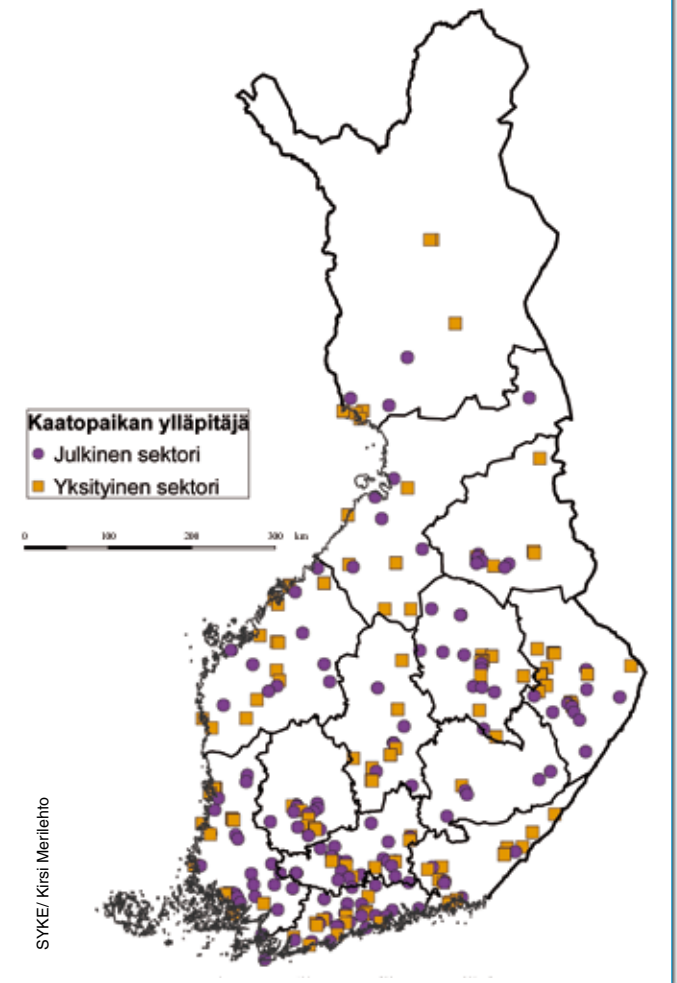 Kaatopaikan ylläpitäjä
Julkinen sektori
Yksityinen sektori
0 100 200 300 km
SYKE/ Kirsi Merilehto